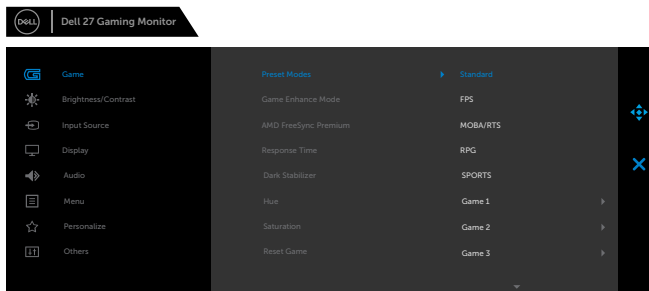 DELL
Dell 27 Gaming Monitor
Game Preset Modes Standard
Brightness/Contrast Game Enhance Mode FPS
Input Source AMD FreeSync Premium MOBA/RTS
Display Response Time RPG
Audio Dark Stabilizer SPORTS
Menu Hue Game 1
Personalize Saturation Game 2
Others Reset Game Game 3